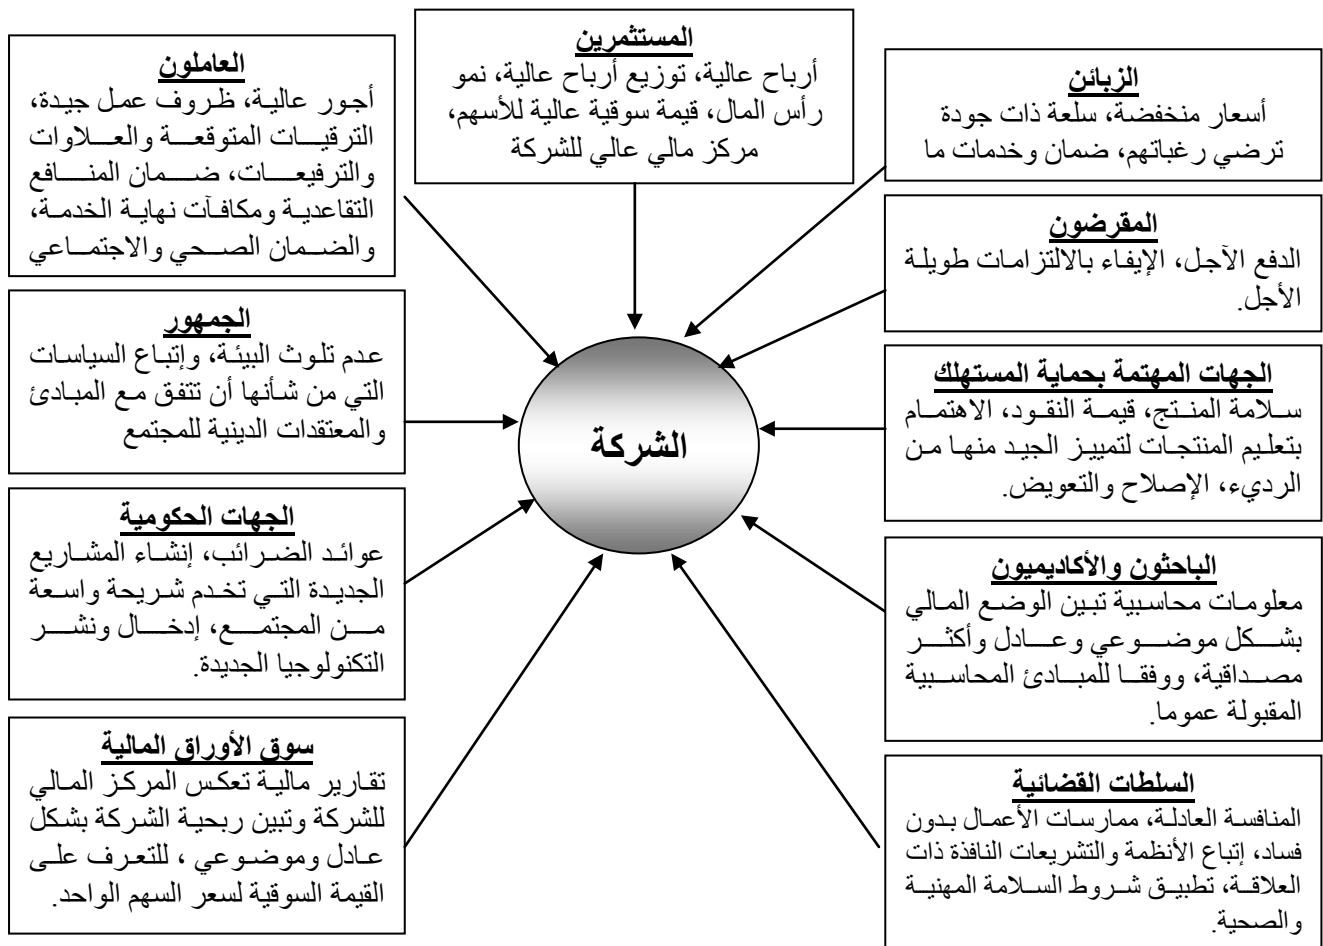 المستثمرين
أرباح عالية، توزيع أرباح عالية، نمو
رأس المال، قيمة سوقية عالية للأسهم،
مركز مالي عالي للشركة
الزبائن
أسعار منخفضة، سلعة ذات جودة
ترضي رغباتهم، ضمان وخدمات ما
المقرضون
الدفع الآجل، الإيفاء بالالتزامات طويلة
الأجل.
الجهات المهتمة بحماية المستهلك
سلامة المنتج، قيمة النقود، الاهتمام
بتعليم المنتجات لتمييز الجيد منها من
الرديء، الإصلاح والتعويض.
الباحثون والأكاديميون
معلومات محاسبية تبين الوضع المالي
بشكل موضوعي وعادل وأكثر
مصداقية، ووفقا للمبادئ المحاسبية
المقبولة عموما.
السلطات القضائية
المنافسة العادلة، ممارسات الأعمال بدون
فساد، إتباع الأنظمة والتشريعات النافذة ذات
العلاقة، تطبيق شروط السلامة المهنية
والصحية.
الشركة
العاملون
أجور عالية، ظروف عمل جيدة،
الترقيات المتوقعة والعلاوات
والترفيعات، ضمان المنافع
التقاعدية ومكافآت نهاية الخدمة،
والضمان الصحي والاجتماعي
الجمهور
عدم تلوث البيئة، وإتباع السياسات
التي من شأنها أن تتفق مع المبادئ
والمعتقدات الدينية للمجتمع
الجهات الحكومية
عوائد الضرائب، إنشاء المشاريع
الجديدة التي تخدم شريحة واسعة
من المجتمع، إدخال ونشر
التكنولوجيا الجديدة.
سوق الأوراق المالية
تقارير مالية تعكس المركز المالي
للشركة وتبين ربحية الشركة بشكل
عادل وموضوعي ، للتعرف على
القيمة السوقية لسعر السهم الواحد.